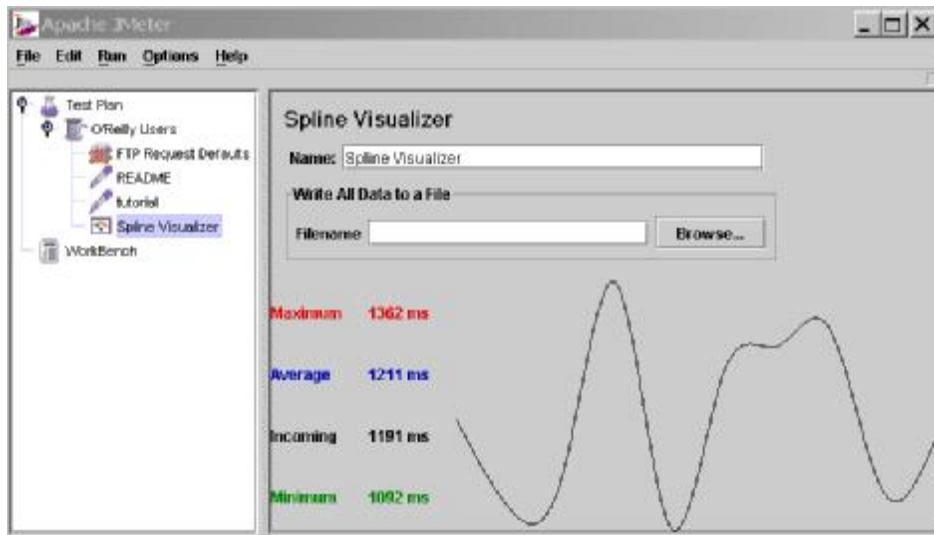 Apache JMeter
File Edit Run Options Help
Test Plan
O'Reilly Users
FTP Request Defaults
README
tutorial
Spline Visualizer
WorkBench
Spline Visualizer
Name: Spline Visualizer
Write All Data to a File
Filename Browse...
Maximum 1362 ms
Average 1211 ms
Incoming 1191 ms
Minimum 1092 ms